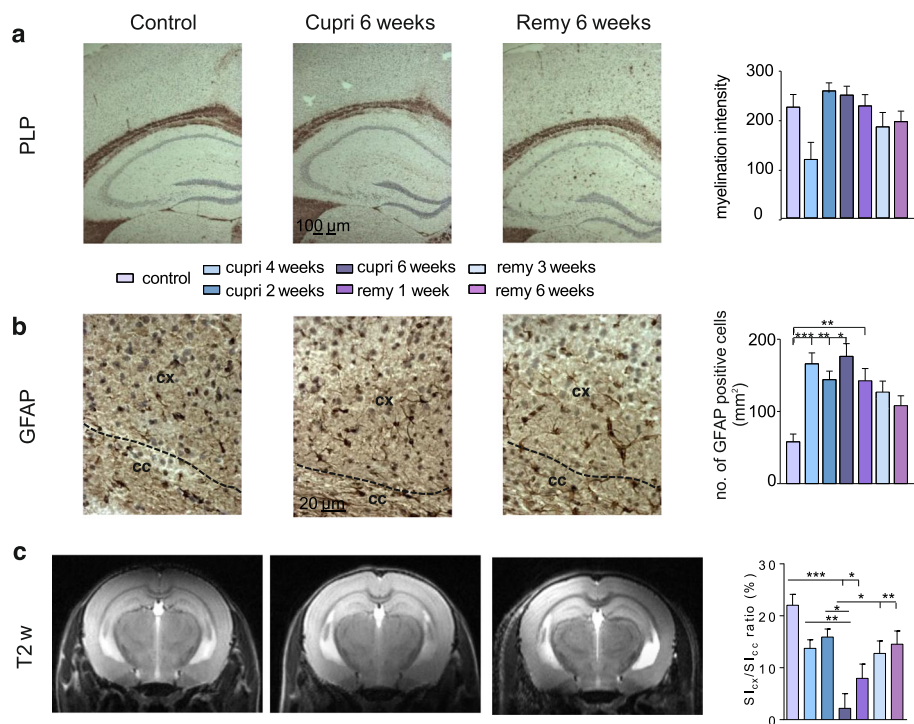 Control Cupri 6 weeks Remy 6 weeks
a
PLP
100 µm
myelination intensity
300
200
100
0
control
cupri 4 weeks cupri 6 weeks remy 3 weeks
cupri 2 weeks remy 1 week remy 6 weeks
b
GFAP
cx
cc
cx
cc
20 µm
cx
cc
no. of GFAP positive cells
(mm²)
200
100
0
**
*** ** *
c
T2w
SIcx/SIcc ratio (%)
30
20
10
0
*** *
* **
*
**